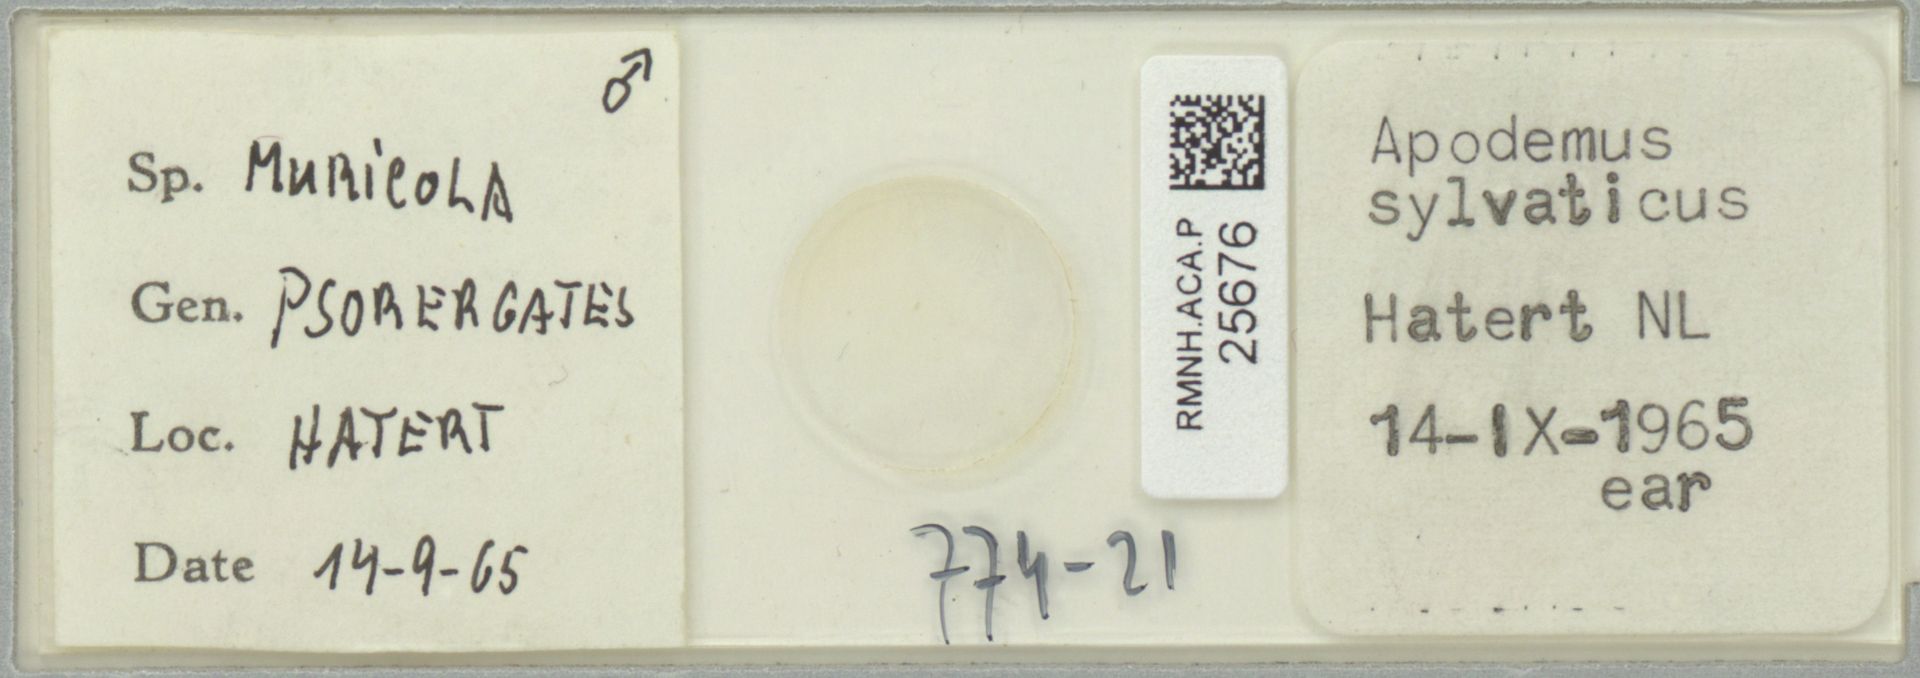 ♂
Sp. MURICOLA
Gen. PSORERGATES
Loc. HATERT
Date 14-9-65
774-21
RMNH.ACA.P
25676
Apodemus
sylvaticus
Hatert NL
14-IX-1965
ear